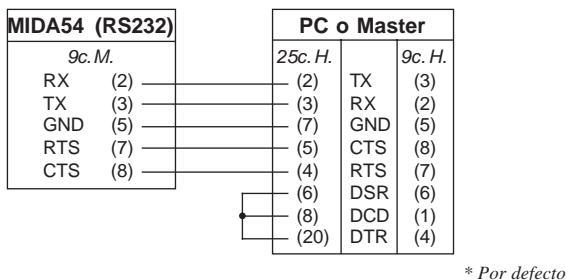 MIDA54 (RS232) PC o Master
9c.M. 25c.H. 9c.H.
RX (2) (2) TX (3)
TX (3) (3) RX (2)
GND (5) (7) GND (5)
RTS (7) (5) CTS (8)
CTS (8) (4) RTS (7)
(6) DSR (6)
(8) DCD (1)
(20) DTR (4)
* Por defecto